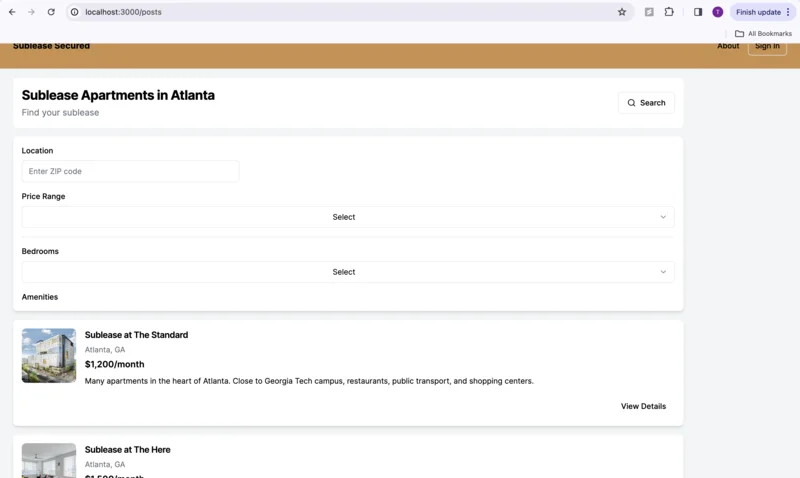 localhost:3000/posts
T
Finish update
All Bookmarks
Sublease Secured
About
Sign In
Sublease Apartments in Atlanta
Find your sublease
Search
Location
Enter ZIP code
Price Range
Select
Bedrooms
Select
Amenities
Sublease at The Standard
Atlanta, GA
$1,200/month
Many apartments in the heart of Atlanta. Close to Georgia Tech campus, restaurants, public transport, and shopping centers.
View Details
Sublease at The Here
Atlanta, GA
$1,500/month